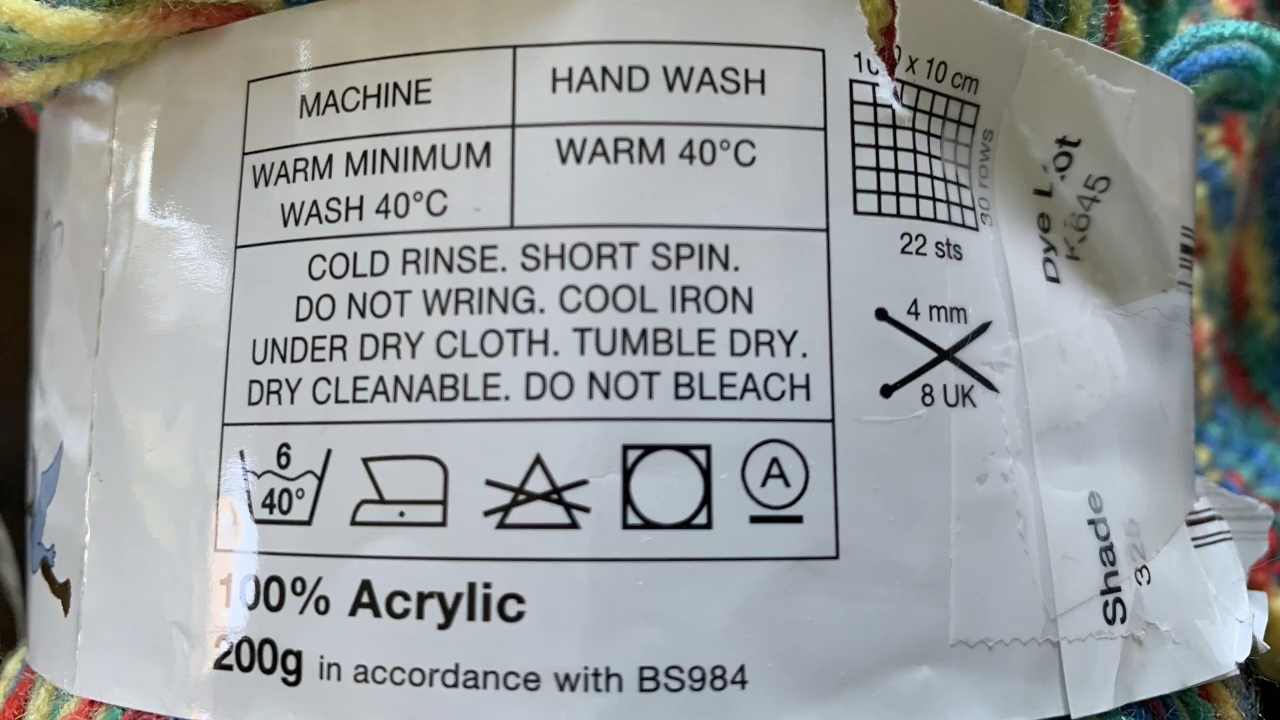 MACHINE
HAND WASH
WARM MINIMUM
WASH 40°C
WARM 40°C
COLD RINSE. SHORT SPIN.
DO NOT WRING. COOL IRON
UNDER DRY CLOTH. TUMBLE DRY.
DRY CLEANABLE. DO NOT BLEACH
6
40°
A
100% Acrylic
200g in accordance with BS984
x 10 cm
30 rows
22 sts
4 mm
8 UK
Dye Lot
K645
Shade